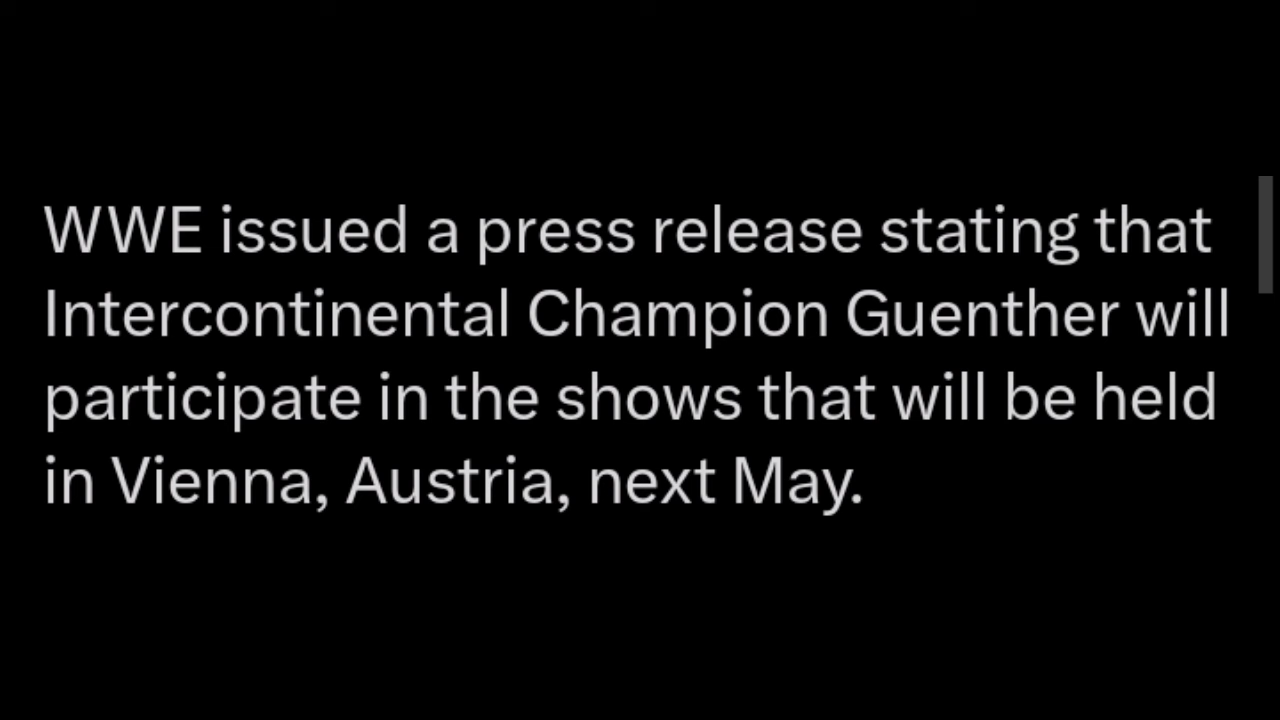 WWE issued a press release stating that
Intercontinental Champion Guenther will
participate in the shows that will be held
in Vienna, Austria, next May.